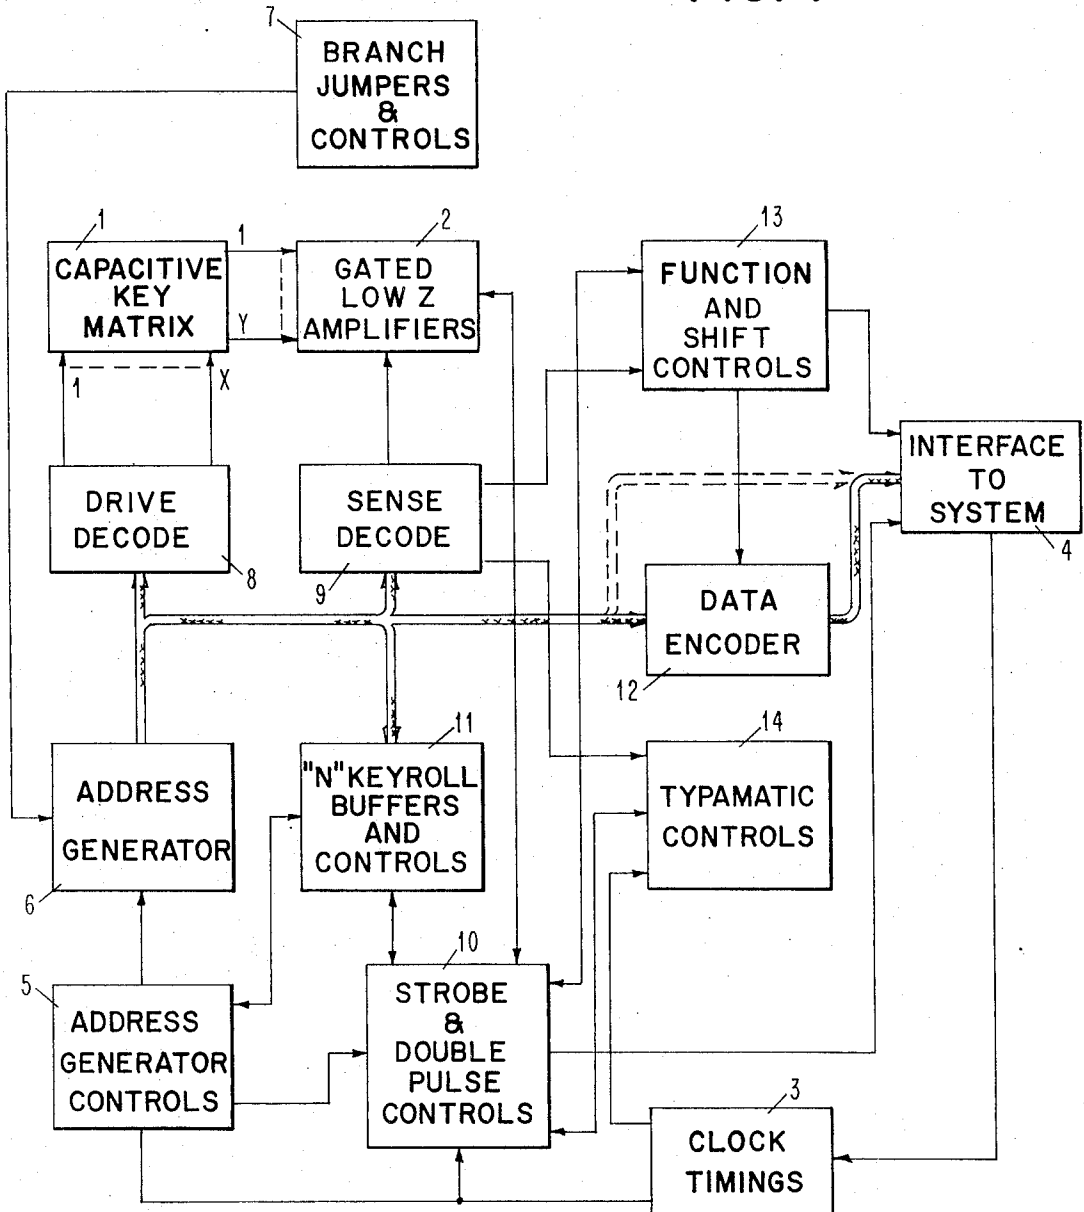 7
BRANCH
JUMPERS
&
CONTROLS
1
CAPACITIVE
KEY
MATRIX
1
Y
1
X
2
GATED
LOW Z
AMPLIFIERS
13
FUNCTION
AND
SHIFT
CONTROLS
INTERFACE
TO
SYSTEM
4
DRIVE
DECODE
8
SENSE
DECODE
9
DATA
ENCODER
12
ADDRESS
GENERATOR
6
11
"N" KEYROLL
BUFFERS
AND
CONTROLS
14
TYPAMATIC
CONTROLS
5
ADDRESS
GENERATOR
CONTROLS
10
STROBE
&
DOUBLE
PULSE
CONTROLS
3
CLOCK
TIMINGS